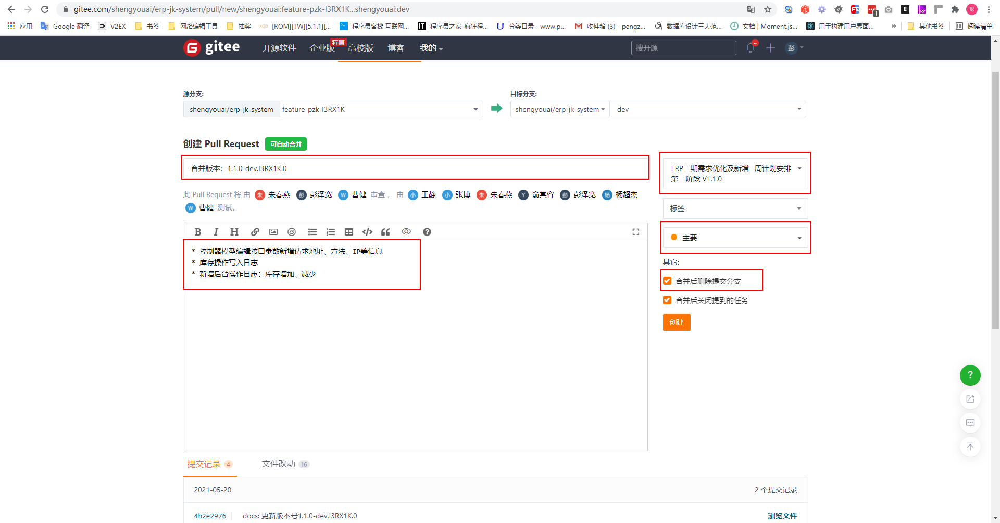 gitee.com/shengyouai/erp-jk-system/pull/new/shengyouai:feature-pzk-I3RX1K...shengyouai:dev
应用 Google 翻译 V2EX 书签 网络编辑工具 抽奖 [ROM][TW][5.1.1][... 程序员客栈 互联网... 程序员之家-疯狂程... 分类目录 - www.p... 收件箱 (3) - pengz... 数据库设计三大范... 文档 | Moment.js... 用于构建用户界面... » 其他书签 阅读清单
gitee 开源软件 企业版 特惠 高校版 博客 我的 搜开源 彭
源分支: 目标分支:
shengyouai/erp-jk-system feature-pzk-I3RX1K shengyouai/erp-jk-system dev
创建 Pull Request 可自动合并
合并版本：1.1.0-dev.I3RX1K.0
ERP二期需求优化及新增--周计划安排
第一阶段 V1.1.0
此 Pull Request 将 由 朱 朱春燕 彭 彭泽宽 W 曹健 审查， 由 小 王静 小 张博 朱 朱春燕 Y 俞其容 彭 彭泽宽 杨 杨超杰
W 曹健 测试。
标签
主要
* 控制器模型编辑接口参数新增请求地址、方法、IP等信息
* 库存操作写入日志
* 新增后台操作日志：库存增加、减少
其它:
合并后删除提交分支
合并后关闭提到的任务
创建
提交记录 4 文件改动 16
2021-05-20 2 个提交记录
4b2e2976 docs: 更新版本号1.1.0-dev.I3RX1K.0 浏览文件